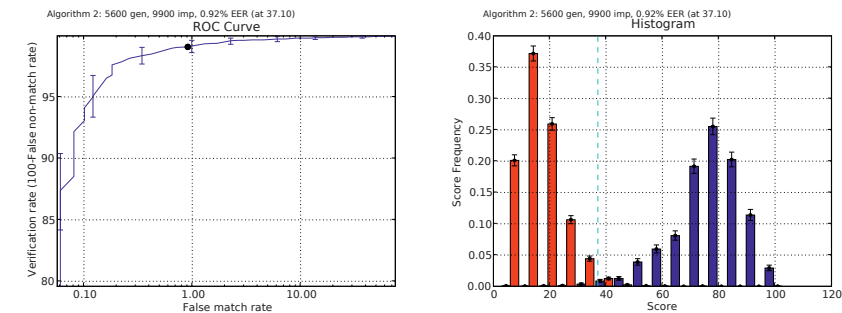 Algorithm 2: 5600 gen, 9900 imp, 0.92% EER (at 37.10)
ROC Curve
Verification rate (100-False non-match rate)
95
90
85
80
0.10 1.00 10.00
False match rate
Algorithm 2: 5600 gen, 9900 imp, 0.92% EER (at 37.10)
Histogram
Score Frequency
0.40
0.35
0.30
0.25
0.20
0.15
0.10
0.05
0.00
0 20 40 60 80 100 120
Score